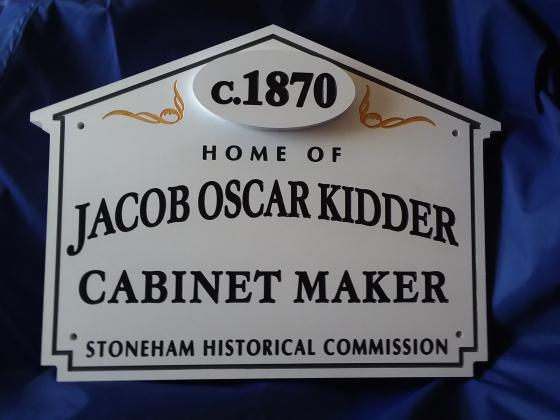 c.1870
HOME OF
JACOB OSCAR KIDDER
CABINET MAKER
STONEHAM HISTORICAL COMMISSION